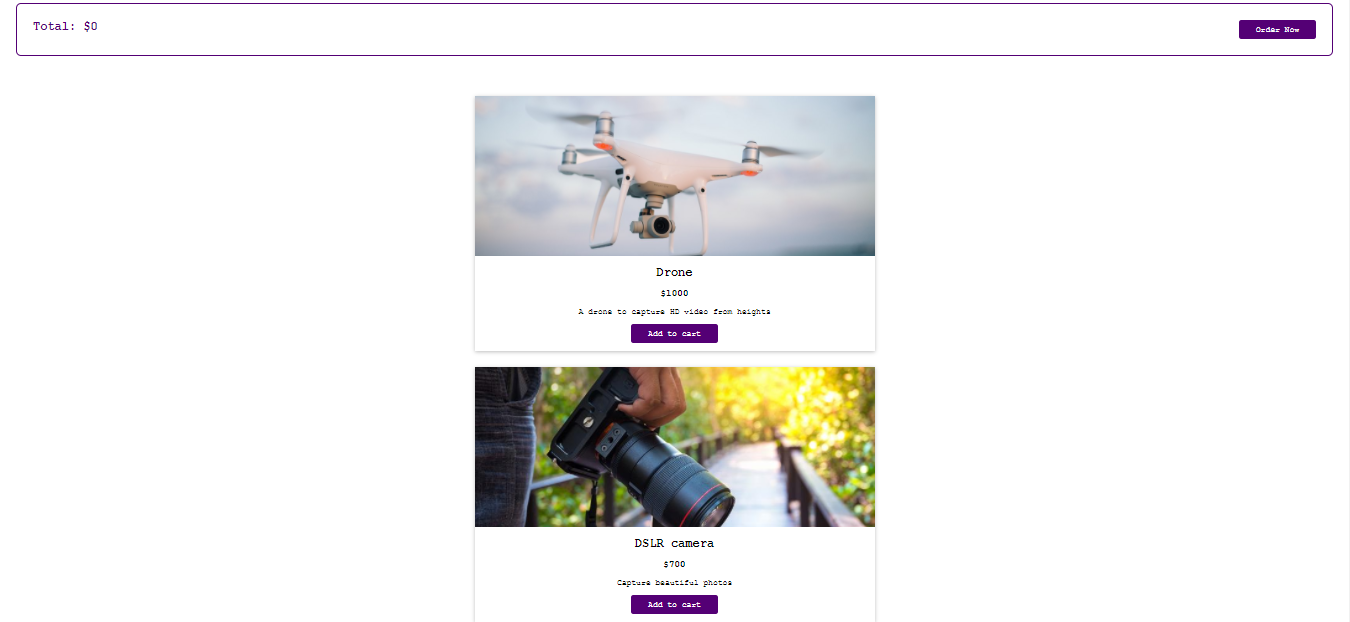 Total: $0
Order Now
Drone
$1000
A drone to capture HD video from heights
Add to cart
DSLR camera
$700
Capture beautiful photos
Add to cart